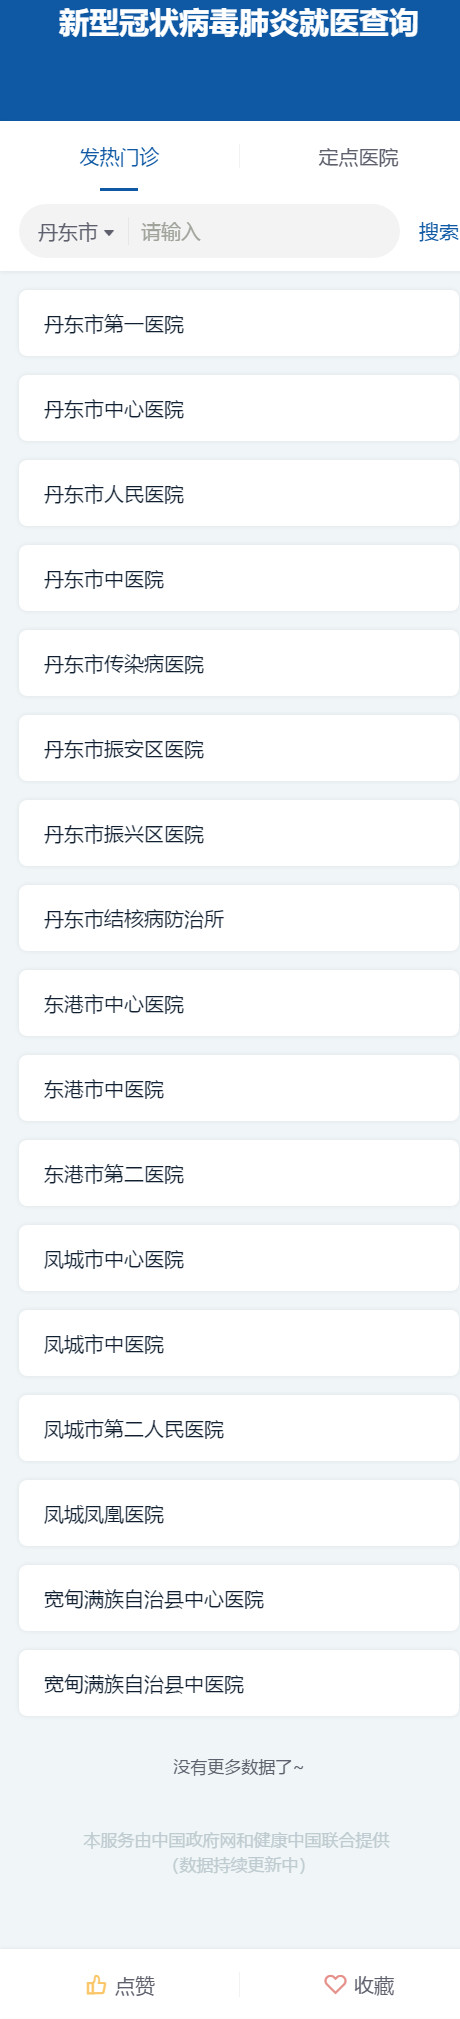 新型冠状病毒肺炎就医查询
发热门诊 定点医院
丹东市 请输入 搜索
丹东市第一医院
丹东市中心医院
丹东市人民医院
丹东市中医院
丹东市传染病医院
丹东市振安区医院
丹东市振兴区医院
丹东市结核病防治所
东港市中心医院
东港市中医院
东港市第二医院
凤城市中心医院
凤城市中医院
凤城市第二人民医院
凤城凤凰医院
宽甸满族自治县中心医院
宽甸满族自治县中医院
没有更多数据了~
本服务由中国政府网和健康中国联合提供
（数据持续更新中）
点赞 收藏